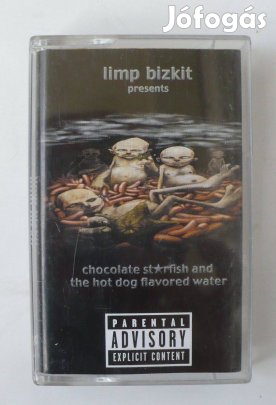 Jófogás
limp bizkit
presents
chocolate st★rfish and
the hot dog flavored water
PARENTAL
ADVISORY
EXPLICIT CONTENT